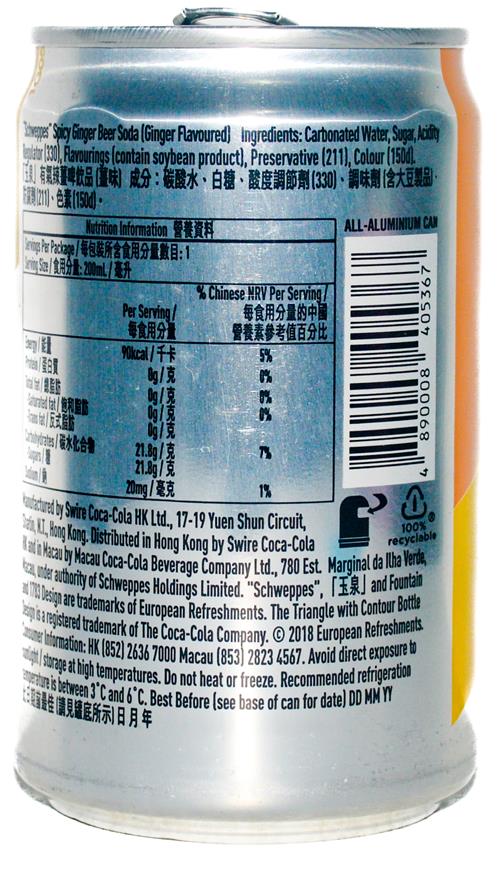 "Schweppes" Spicy Ginger Beer Soda (Ginger Flavoured) Ingredients: Carbonated Water, Sugar, Acidity
Regulator (330), Flavourings (contain soybean product), Preservative (211), Colour (150d).
「玉泉」有氣辣薑啤飲品(薑味) 成分:碳酸水、白糖、酸度調節劑(330)、調味劑(含大豆製品)、
防腐劑(211)、色素(150d)。
Nutrition Information 營養資料
Servings Per Package / 每包裝所含食用分量數目: 1
Serving Size / 食用分量: 200mL / 毫升
% Chinese NRV Per Serving /
Per Serving / 每食用分量的中國
每食用分量 營養素參考值百分比
Energy / 能量 90kcal / 千卡 5%
Protein / 蛋白質 0g / 克 0%
Total fat / 總脂肪 0g / 克 0%
Saturated fat / 飽和脂肪 0g / 克 0%
Trans fat / 反式脂肪 0g / 克
Carbohydrates / 碳水化合物 21.8g / 克 7%
Sugars / 糖 21.8g / 克
Sodium / 鈉 20mg / 毫克 1%
ALL-ALUMINIUM CAN
4 890008 405367
100%
recyclable
Manufactured by Swire Coca-Cola HK Ltd., 17-19 Yuen Shun Circuit,
Shatin, N.T., Hong Kong. Distributed in Hong Kong by Swire Coca-Cola
HK and in Macau by Macau Coca-Cola Beverage Company Ltd., 780 Est. Marginal da Ilha Verde,
Macau, under authority of Schweppes Holdings Limited. "Schweppes", 「玉泉」 and Fountain
and 1783 Design are trademarks of European Refreshments. The Triangle with Contour Bottle
Design is a registered trademark of The Coca-Cola Company. © 2018 European Refreshments.
Consumer Information: HK (852) 2636 7000 Macau (853) 2823 4567. Avoid direct exposure to
sunlight / storage at high temperatures. Do not heat or freeze. Recommended refrigeration
temperature is between 3°C and 6°C. Best Before (see base of can for date) DD MM YY
此日期前最佳(請見罐底所示)日月年